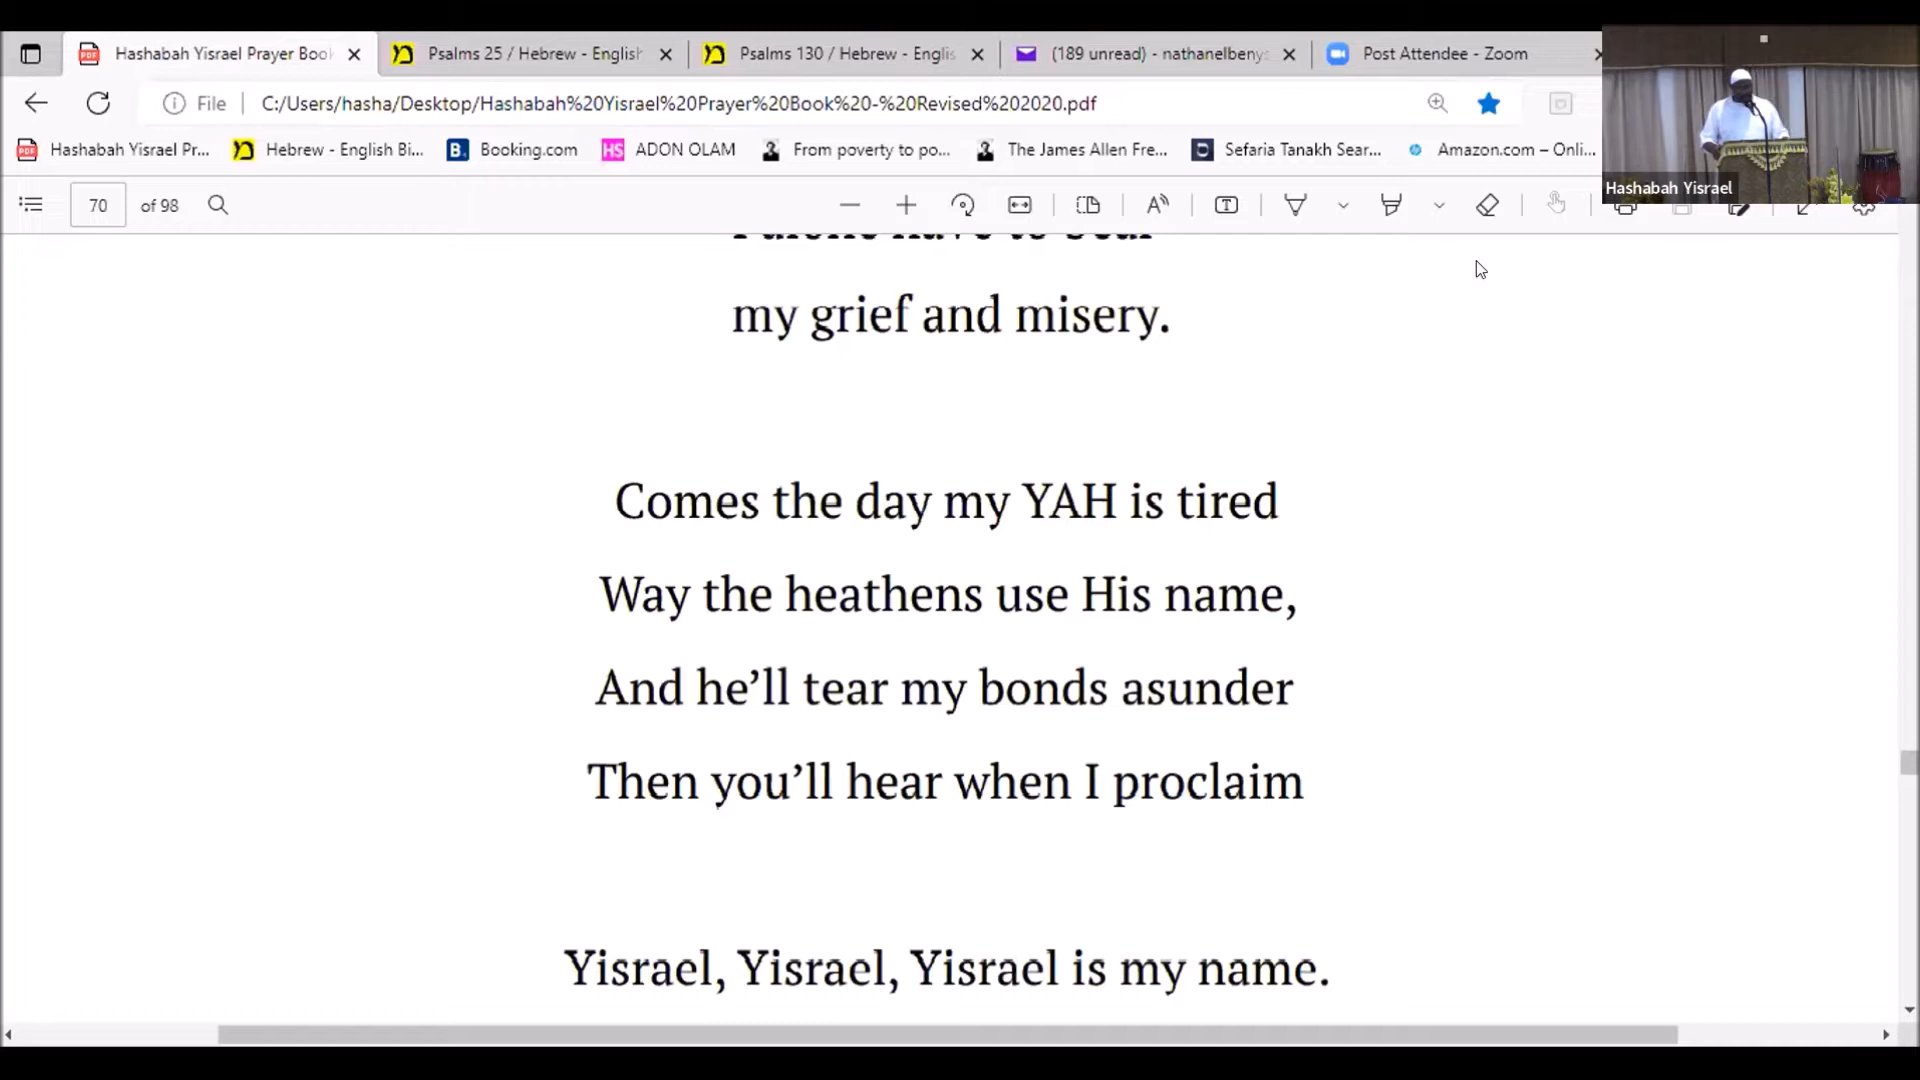 Hashabah Yisrael Prayer Boo
Psalms 25 / Hebrew - English
Psalms 130 / Hebrew - Englis
(189 unread) - nathanelbenys
Post Attendee - Zoom
File
C:/Users/hasha/Desktop/Hashabah%20Yisrael%20Prayer%20Book%20-%20Revised%202020.pdf
Hashabah Yisrael Pr...
Hebrew - English Bi...
B. Booking.com
HS ADON OLAM
From poverty to po...
The James Allen Fre...
Sefaria Tanakh Sear...
Amazon.com – Onli...
Hashabah Yisrael
70 of 98
my grief and misery.
Comes the day my YAH is tired
Way the heathens use His name,
And he’ll tear my bonds asunder
Then you’ll hear when I proclaim
Yisrael, Yisrael, Yisrael is my name.